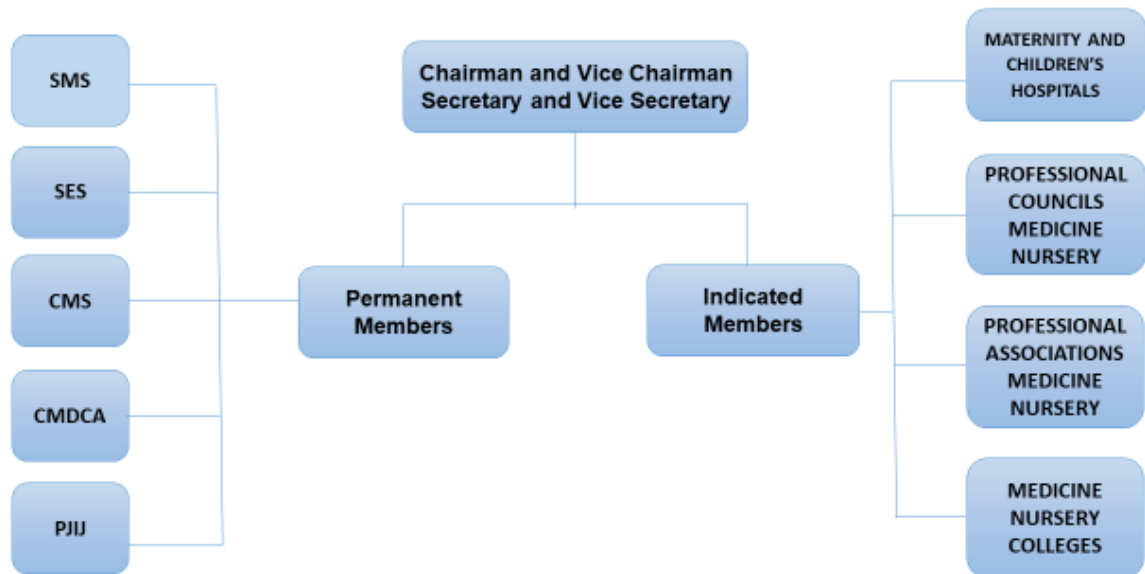 SMS
SES
CMS
CMDCA
PJIJ
Chairman and Vice Chairman
Secretary and Vice Secretary
Permanent
Members
Indicated
Members
MATERNITY AND
CHILDREN'S
HOSPITALS
PROFESSIONAL
COUNCILS
MEDICINE
NURSERY
PROFESSIONAL
ASSOCIATIONS
MEDICINE
NURSERY
MEDICINE
NURSERY
COLLEGES